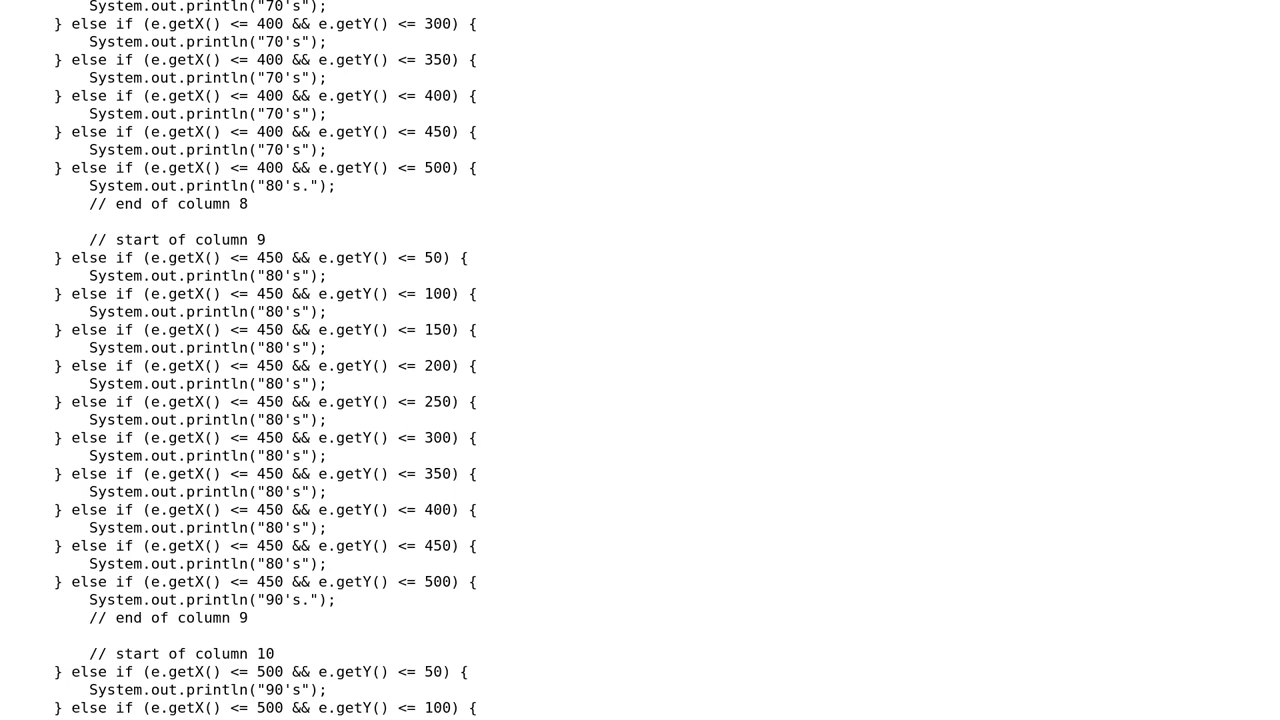 System.out.println("70's");
} else if (e.getX() <= 400 && e.getY() <= 300) {
System.out.println("70's");
} else if (e.getX() <= 400 && e.getY() <= 350) {
System.out.println("70's");
} else if (e.getX() <= 400 && e.getY() <= 400) {
System.out.println("70's");
} else if (e.getX() <= 400 && e.getY() <= 450) {
System.out.println("70's");
} else if (e.getX() <= 400 && e.getY() <= 500) {
System.out.println("80's.");
// end of column 8
// start of column 9
} else if (e.getX() <= 450 && e.getY() <= 50) {
System.out.println("80's");
} else if (e.getX() <= 450 && e.getY() <= 100) {
System.out.println("80's");
} else if (e.getX() <= 450 && e.getY() <= 150) {
System.out.println("80's");
} else if (e.getX() <= 450 && e.getY() <= 200) {
System.out.println("80's");
} else if (e.getX() <= 450 && e.getY() <= 250) {
System.out.println("80's");
} else if (e.getX() <= 450 && e.getY() <= 300) {
System.out.println("80's");
} else if (e.getX() <= 450 && e.getY() <= 350) {
System.out.println("80's");
} else if (e.getX() <= 450 && e.getY() <= 400) {
System.out.println("80's");
} else if (e.getX() <= 450 && e.getY() <= 450) {
System.out.println("80's");
} else if (e.getX() <= 450 && e.getY() <= 500) {
System.out.println("90's.");
// end of column 9
// start of column 10
} else if (e.getX() <= 500 && e.getY() <= 50) {
System.out.println("90's");
} else if (e.getX() <= 500 && e.getY() <= 100) {